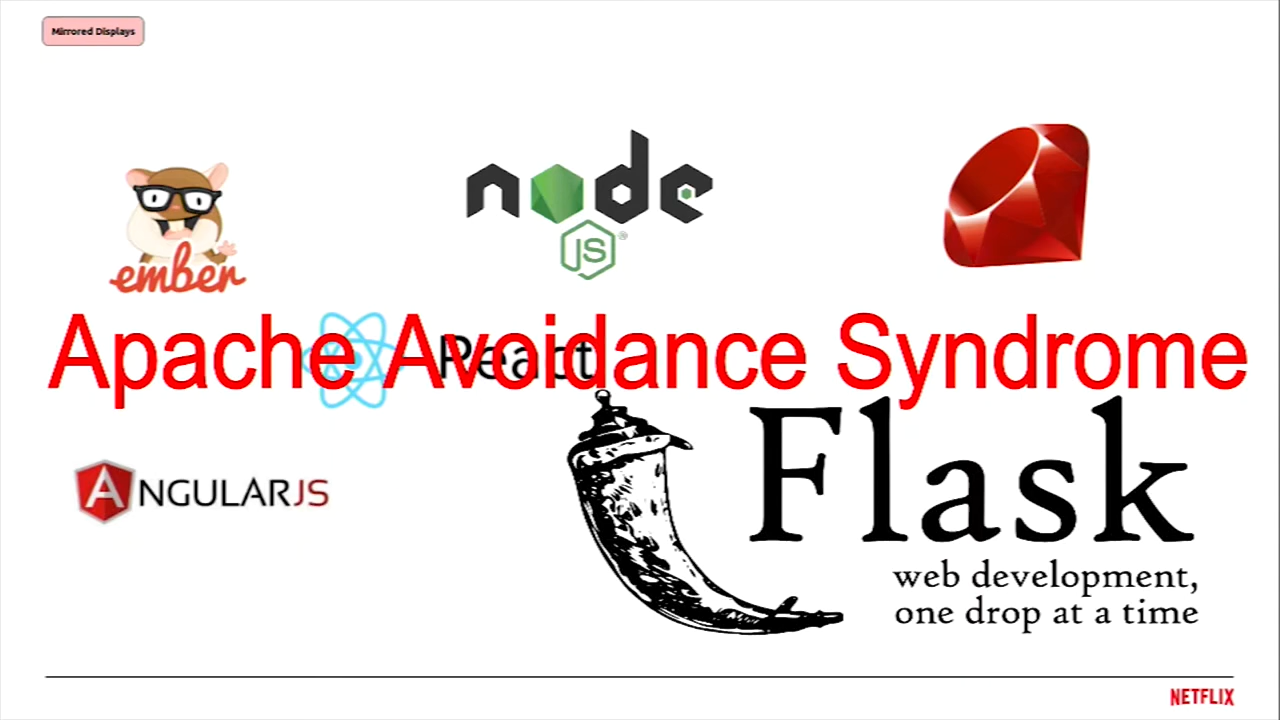 Mirrored Displays
node
JS®
ember
Apache Avoidance Syndrome
React
Flask
ANGULARJS
web development,
one drop at a time
NETFLIX